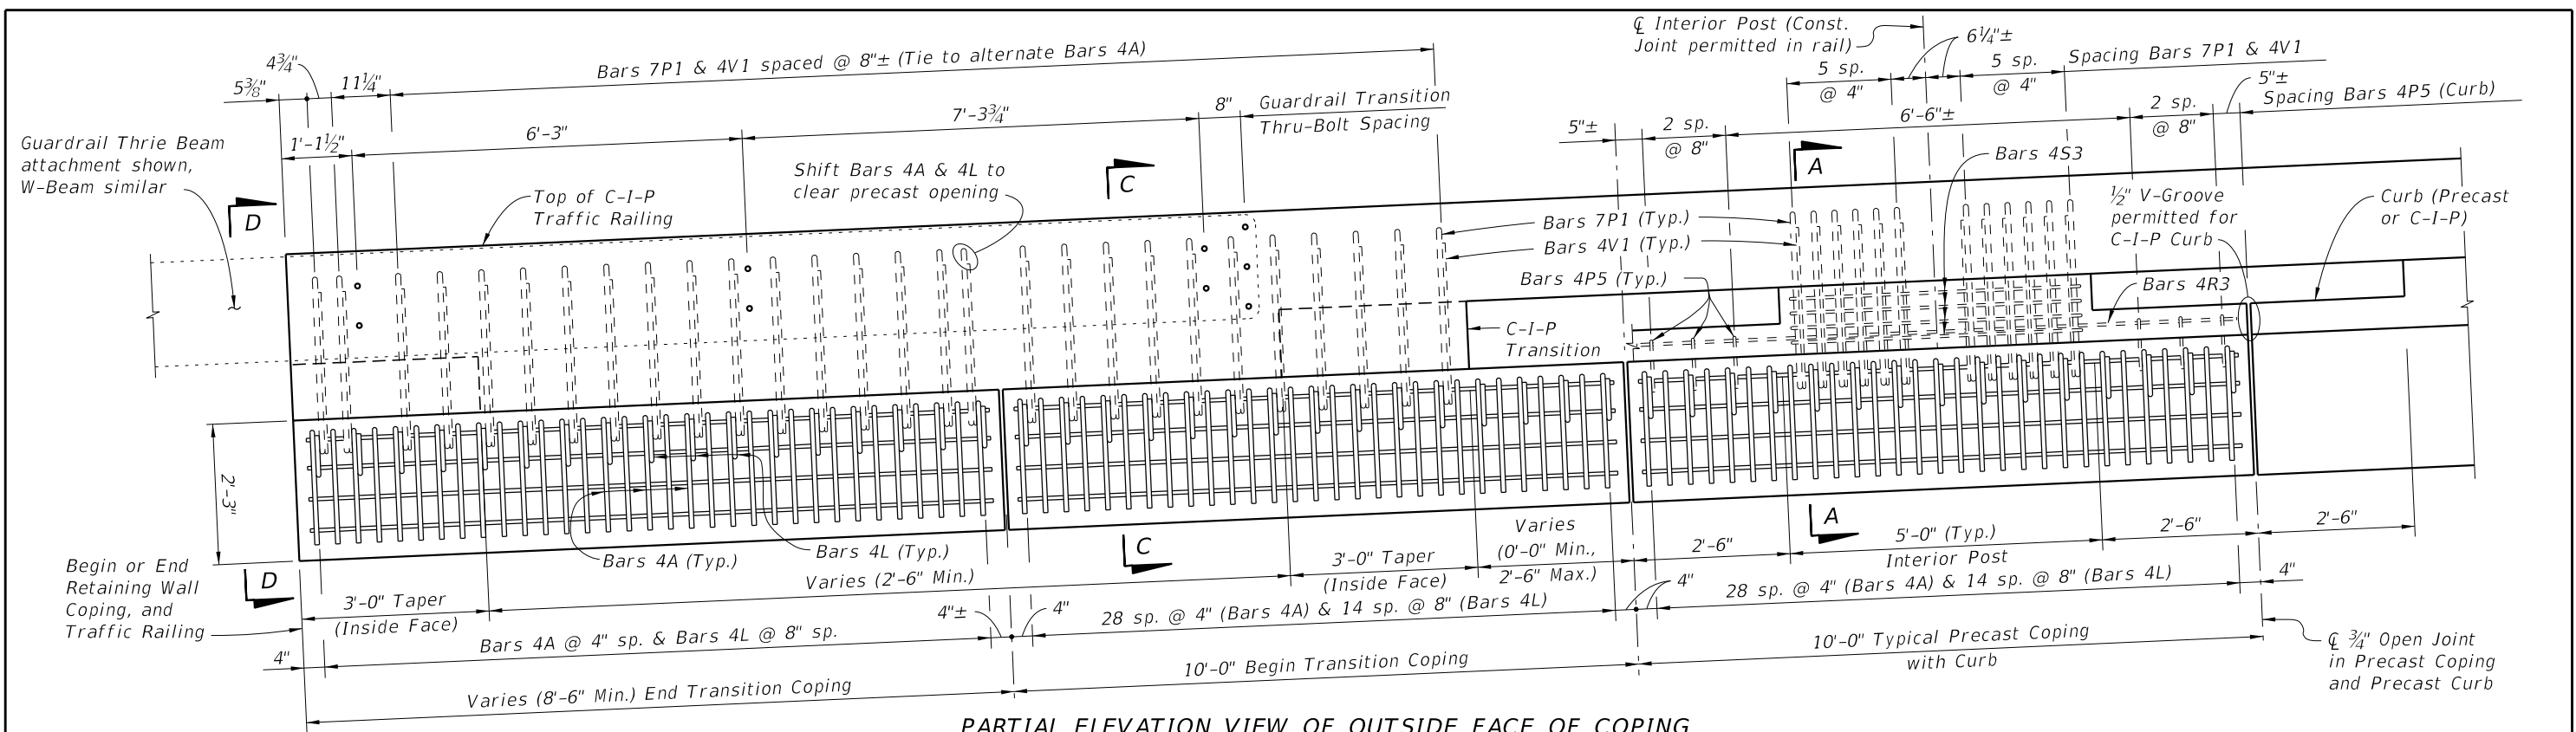 ℄ Interior Post (Const.
Joint permitted in rail)
6¼"±
4¾"
5⅜"
11¼"
Bars 7P1 & 4V1 spaced @ 8"± (Tie to alternate Bars 4A)
5 sp.
@ 4"
5 sp.
@ 4"
Spacing Bars 7P1 & 4V1
5"±
Spacing Bars 4P5 (Curb)
Guardrail Thrie Beam
attachment shown,
W-Beam similar
1'-1½"
6'-3"
7'-3¾"
8"
Guardrail Transition
Thru-Bolt Spacing
5"±
2 sp.
@ 8"
6'-6"±
2 sp.
@ 8"
D
Top of C-I-P
Traffic Railing
Shift Bars 4A & 4L to
clear precast opening
C
A
Bars 4S3
½" V-Groove
permitted for
C-I-P Curb
Curb (Precast
or C-I-P)
Bars 7P1 (Typ.)
Bars 4V1 (Typ.)
Bars 4P5 (Typ.)
Bars 4R3
C-I-P
Transition
2'-3"
Begin or End
Retaining Wall
Coping, and
Traffic Railing
D
Bars 4A (Typ.)
Bars 4L (Typ.)
C
A
3'-0" Taper
(Inside Face)
Varies (2'-6" Min.)
3'-0" Taper
(Inside Face)
Varies
(0'-0" Min.,
2'-6" Max.)
2'-6"
5'-0" (Typ.)
Interior Post
2'-6"
2'-6"
4"
Bars 4A @ 4" sp. & Bars 4L @ 8" sp.
4"±
4"
28 sp. @ 4" (Bars 4A) & 14 sp. @ 8" (Bars 4L)
4"
28 sp. @ 4" (Bars 4A) & 14 sp. @ 8" (Bars 4L)
4"
Varies (8'-6" Min.) End Transition Coping
10'-0" Begin Transition Coping
10'-0" Typical Precast Coping
with Curb
℄ ¾" Open Joint
in Precast Coping
and Precast Curb
PARTIAL ELEVATION VIEW OF OUTSIDE FACE OF COPING